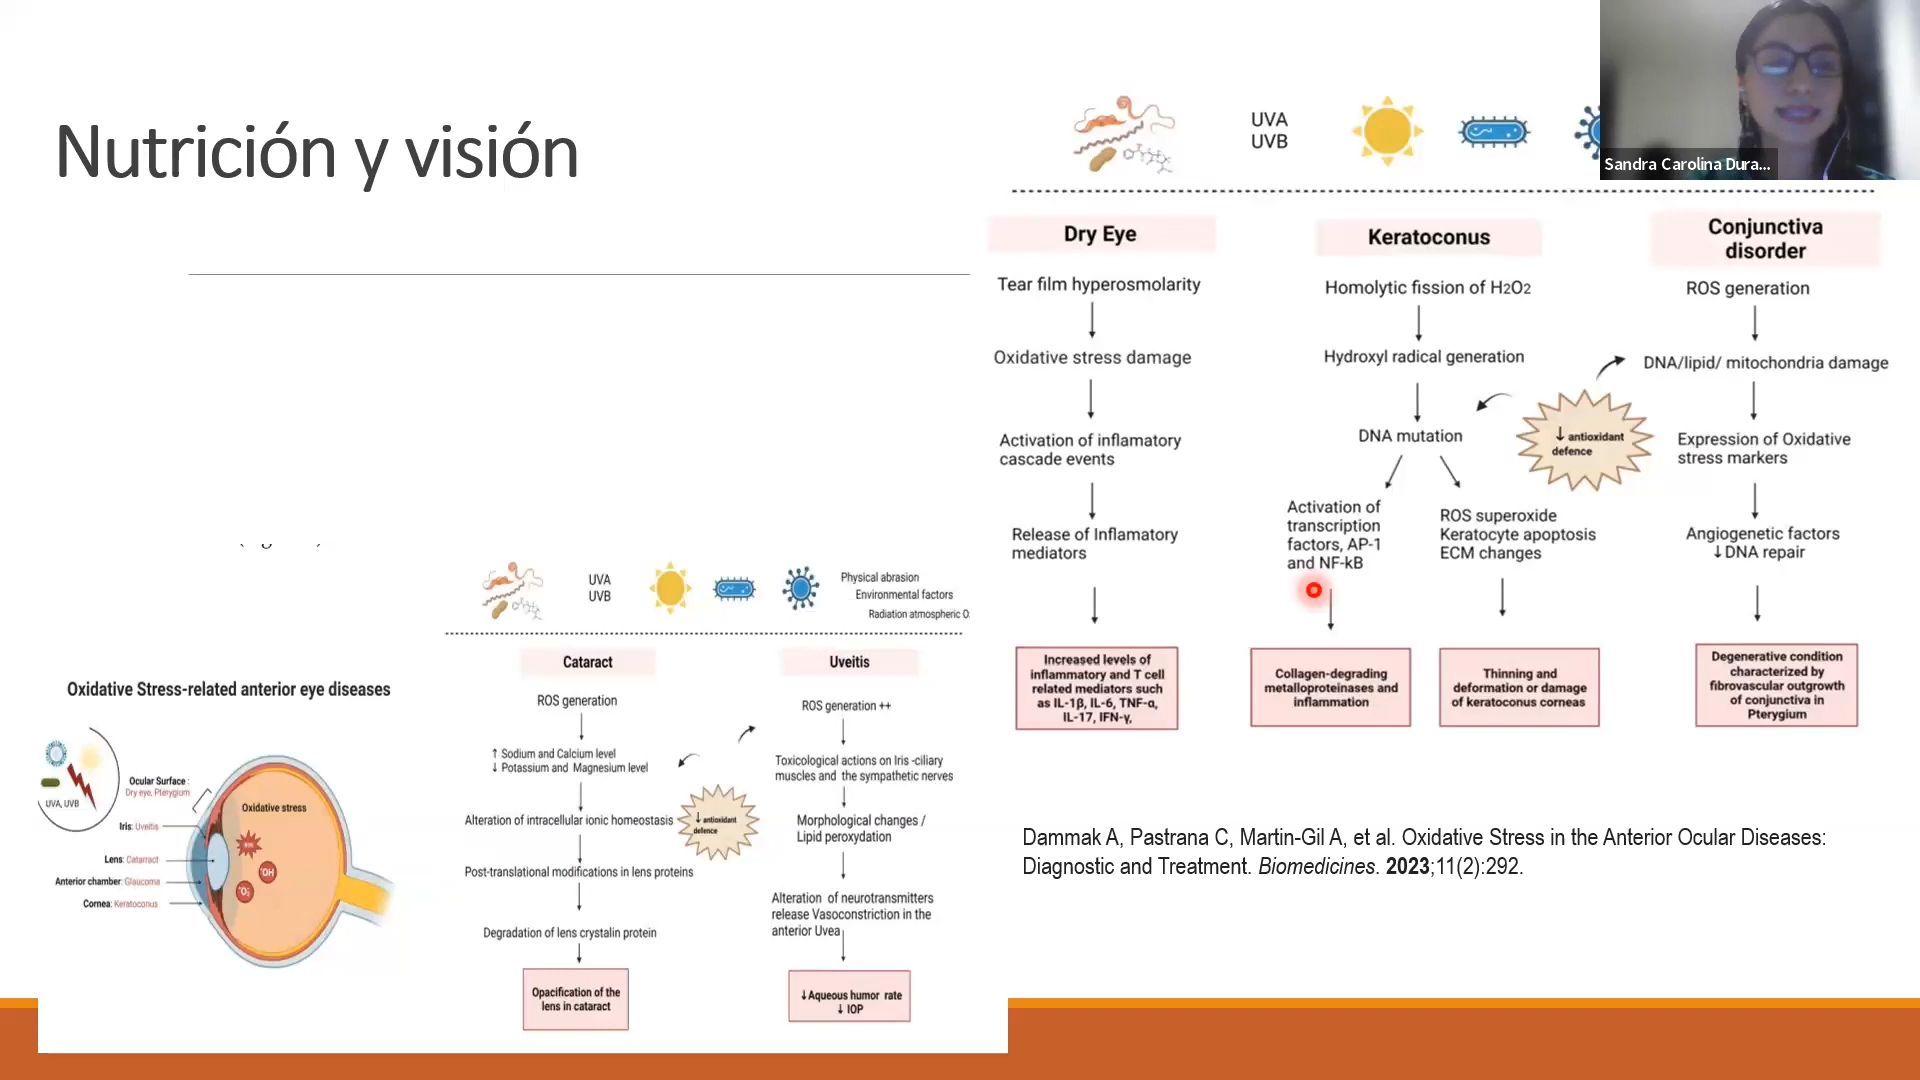 Nutrición y visión
Sandra Carolina Dura...
UVA
UVB
Dry Eye
Tear film hyperosmolarity
Oxidative stress damage
Activation of inflamatory
cascade events
Release of Inflamatory
mediators
Increased levels of
inflammatory and T cell
related mediators such
as IL-1β, IL-6, TNF-α,
IL-17, IFN-γ,
Keratoconus
Homolytic fission of H2O2
Hydroxyl radical generation
DNA mutation
Activation of
transcription
factors, AP-1
and NF-kB
ROS superoxide
Keratocyte apoptosis
ECM changes
Collagen-degrading
metalloproteinases and
inflammation
Thinning and
deformation or damage
of keratoconus corneas
↓ antioxidant
defence
Conjunctiva
disorder
ROS generation
DNA/lipid/ mitochondria damage
Expression of Oxidative
stress markers
Angiogenetic factors
↓DNA repair
Degenerative condition
characterized by
fibrovascular outgrowth
of conjunctiva in
Pterygium
Oxidative Stress-related anterior eye diseases
UVA, UVB
Ocular Surface :
Dry eye, Pterygium
Iris: Uveitis
Lens: Catarract
Anterior chamber: Glaucoma
Cornea: Keratoconus
Oxidative stress
UVA
UVB
Physical abrasion
Environmental factors
Radiation atmospheric O
Cataract
ROS generation
↑ Sodium and Calcium level
↓ Potassium and Magnesium level
Alteration of intracellular ionic homeostasis
Post-translational modifications in lens proteins
Degradation of lens crystalin protein
Opacification of the
lens in cataract
↓ antioxidant
defence
Uveitis
ROS generation ++
Toxicological actions on Iris -ciliary
muscles and the sympathetic nerves
Morphological changes /
Lipid peroxydation
Alteration of neurotransmitters
release Vasoconstriction in the
anterior Uvea
↓Aqueous humor rate
↓ IOP
Dammak A, Pastrana C, Martin-Gil A, et al. Oxidative Stress in the Anterior Ocular Diseases:
Diagnostic and Treatment. Biomedicines. 2023;11(2):292.